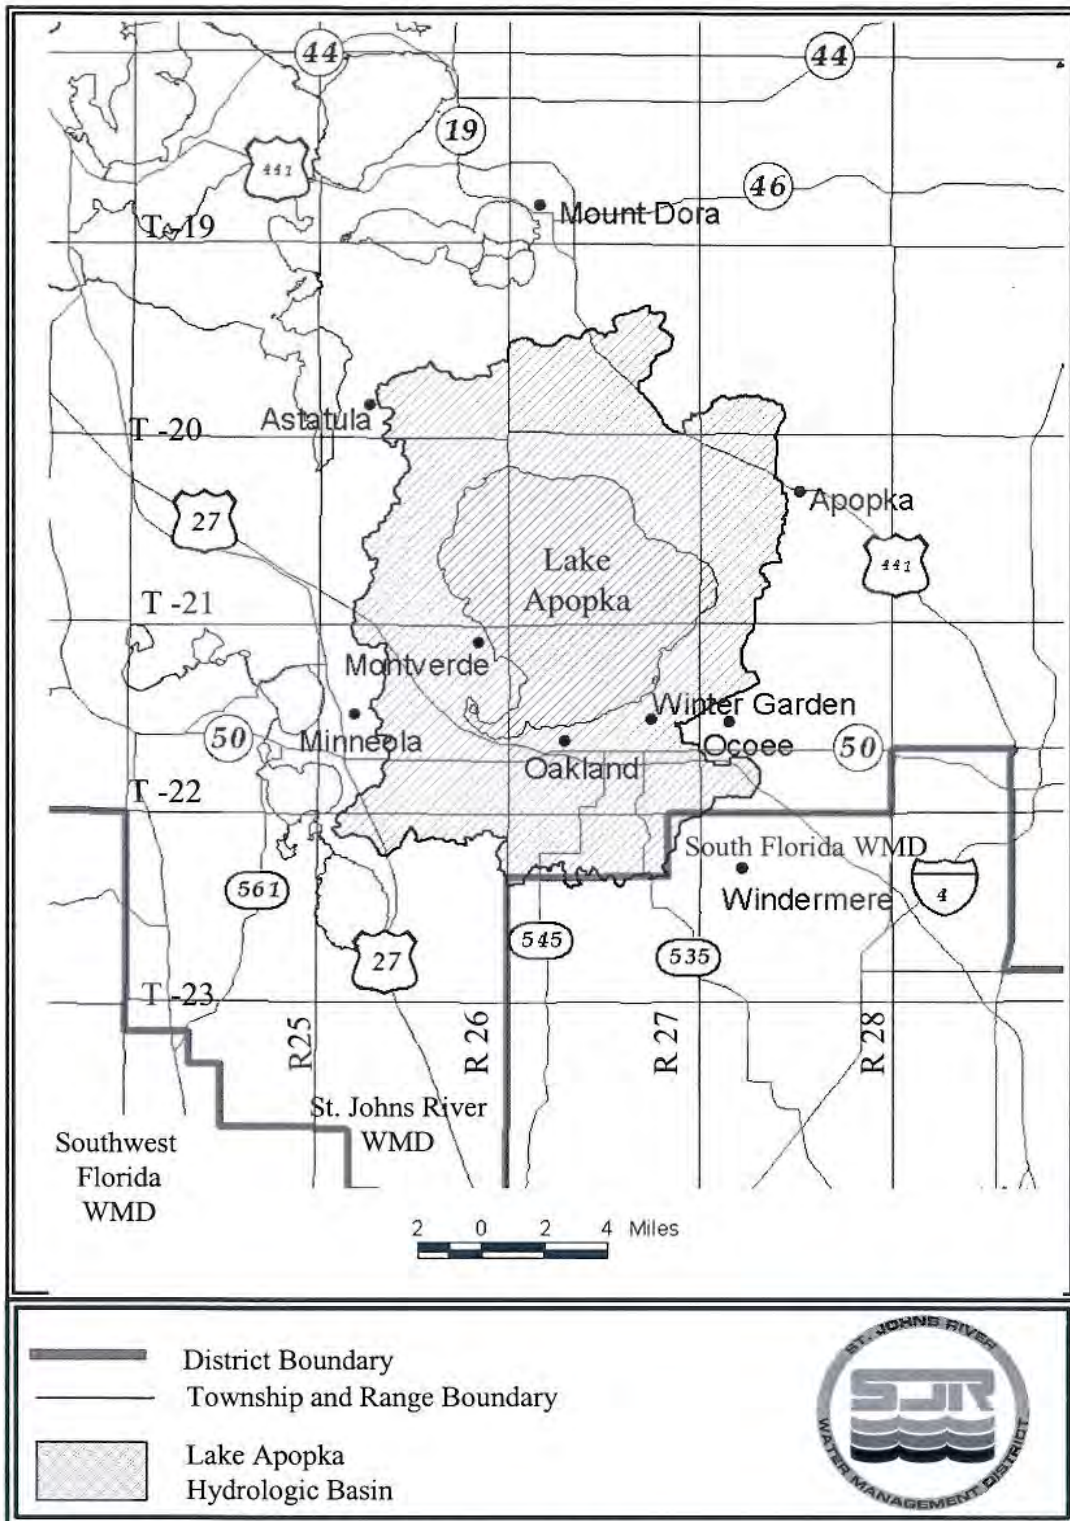 44
44
19
441
46
Mount Dora
T -19
Astatula
T -20
Apopka
27
441
Lake
Apopka
T -21
Montverde
Winter Garden
Minneola
50
Ocoee
50
Oakland
T -22
South Florida WMD
Windermere
4
561
545
535
27
T -23
R25
R 26
R 27
R 28
St. Johns River
WMD
Southwest
Florida
WMD
2 0 2 4 Miles
District Boundary
Township and Range Boundary
Lake Apopka
Hydrologic Basin
ST. JOHNS RIVER
SJR
WATER MANAGEMENT DISTRICT